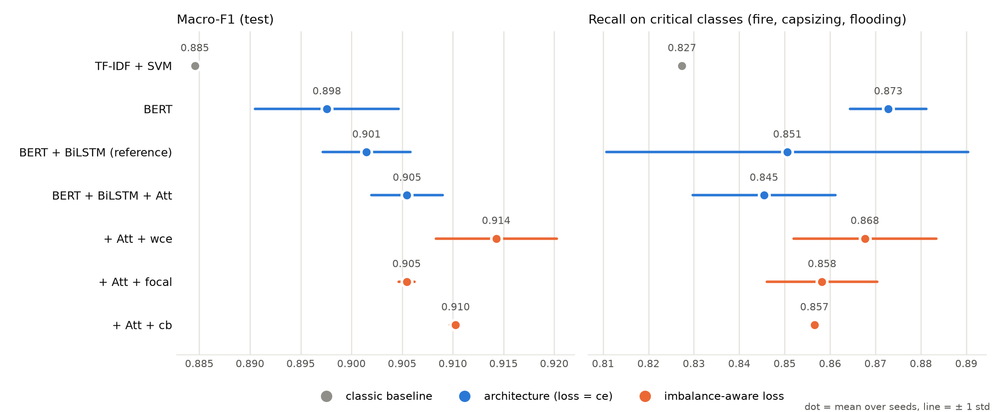 Macro-F1 (test)
Recall on critical classes (fire, capsizing, flooding)
TF-IDF + SVM
0.885
0.827
BERT
0.898
0.873
BERT + BiLSTM (reference)
0.901
0.851
BERT + BiLSTM + Att
0.905
0.845
+ Att + wce
0.914
0.868
+ Att + focal
0.905
0.858
+ Att + cb
0.910
0.857
0.885 0.890 0.895 0.900 0.905 0.910 0.915 0.920
0.81 0.82 0.83 0.84 0.85 0.86 0.87 0.88 0.89
classic baseline
architecture (loss = ce)
imbalance-aware loss
dot = mean over seeds, line = ± 1 std